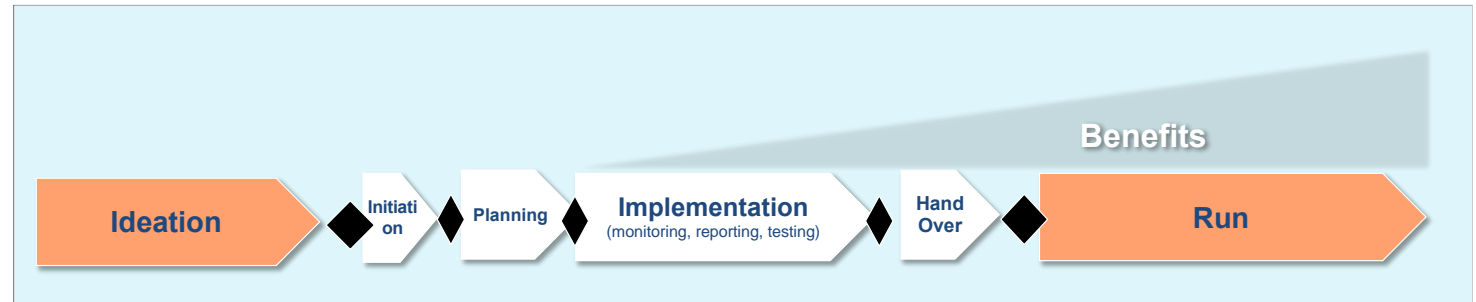 Benefits
Ideation
Initiati
on
Planning
Implementation
(monitoring, reporting, testing)
Hand
Over
Run